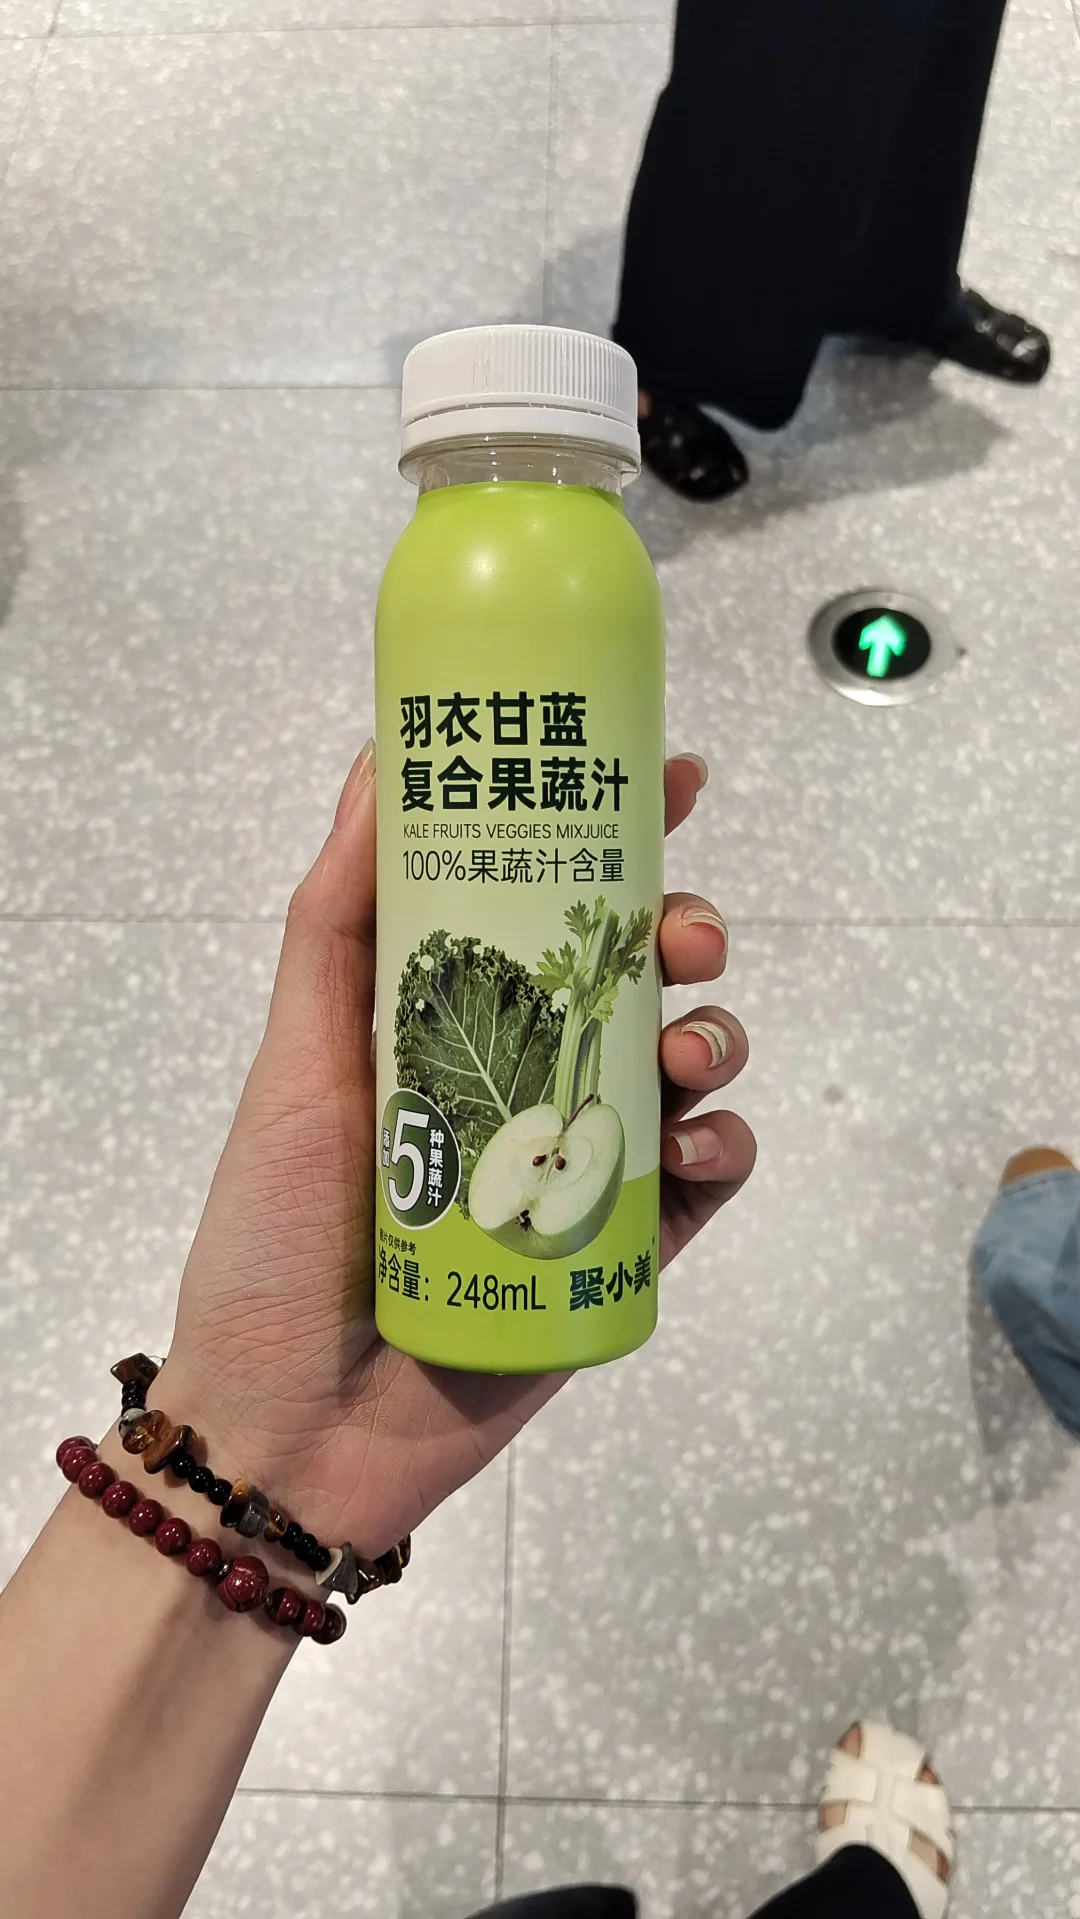 羽衣甘蓝
复合果蔬汁
KALE FRUITS VEGGIES MIXJUICE
100%果蔬汁含量
添加
5
种果蔬汁
图片仅供参考
净含量：248mL
聚小美